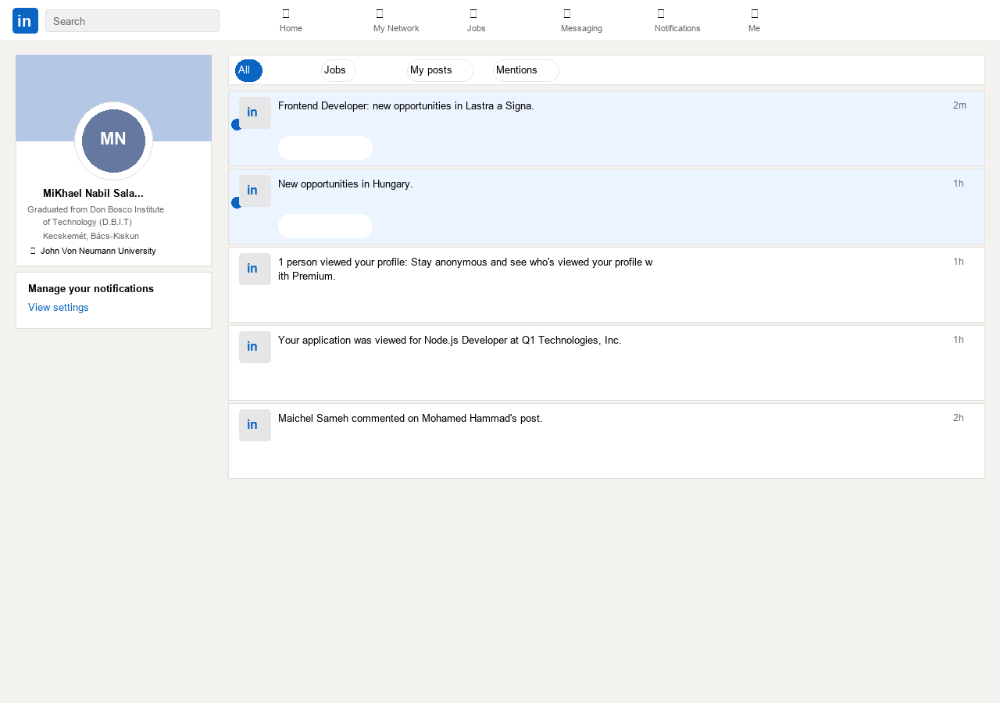 in Search Home My Network Jobs Messaging Notifications Me
All Jobs My posts Mentions
MN
MiKhael Nabil Sala...
Graduated from Don Bosco Institute
of Technology (D.B.I.T)
Kecskemét, Bács-Kiskun
John Von Neumann University
Manage your notifications
View settings
in Frontend Developer: new opportunities in Lastra a Signa. 2m
in New opportunities in Hungary. 1h
in 1 person viewed your profile: Stay anonymous and see who's viewed your profile w 1h
ith Premium.
in Your application was viewed for Node.js Developer at Q1 Technologies, Inc. 1h
in Maichel Sameh commented on Mohamed Hammad's post. 2h